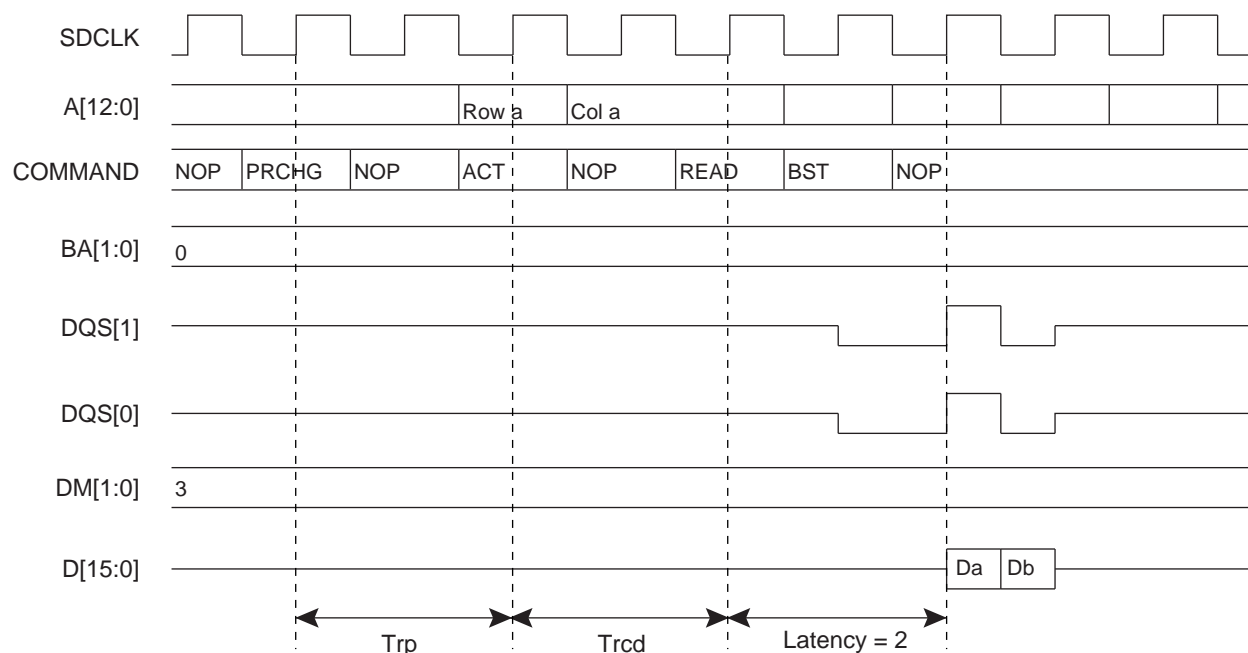 SDCLK
A[12:0] Row a Col a
COMMAND NOP PRCHG NOP ACT NOP READ BST NOP
BA[1:0] 0
DQS[1]
DQS[0]
DM[1:0] 3
D[15:0] Da Db
Trp Trcd Latency = 2